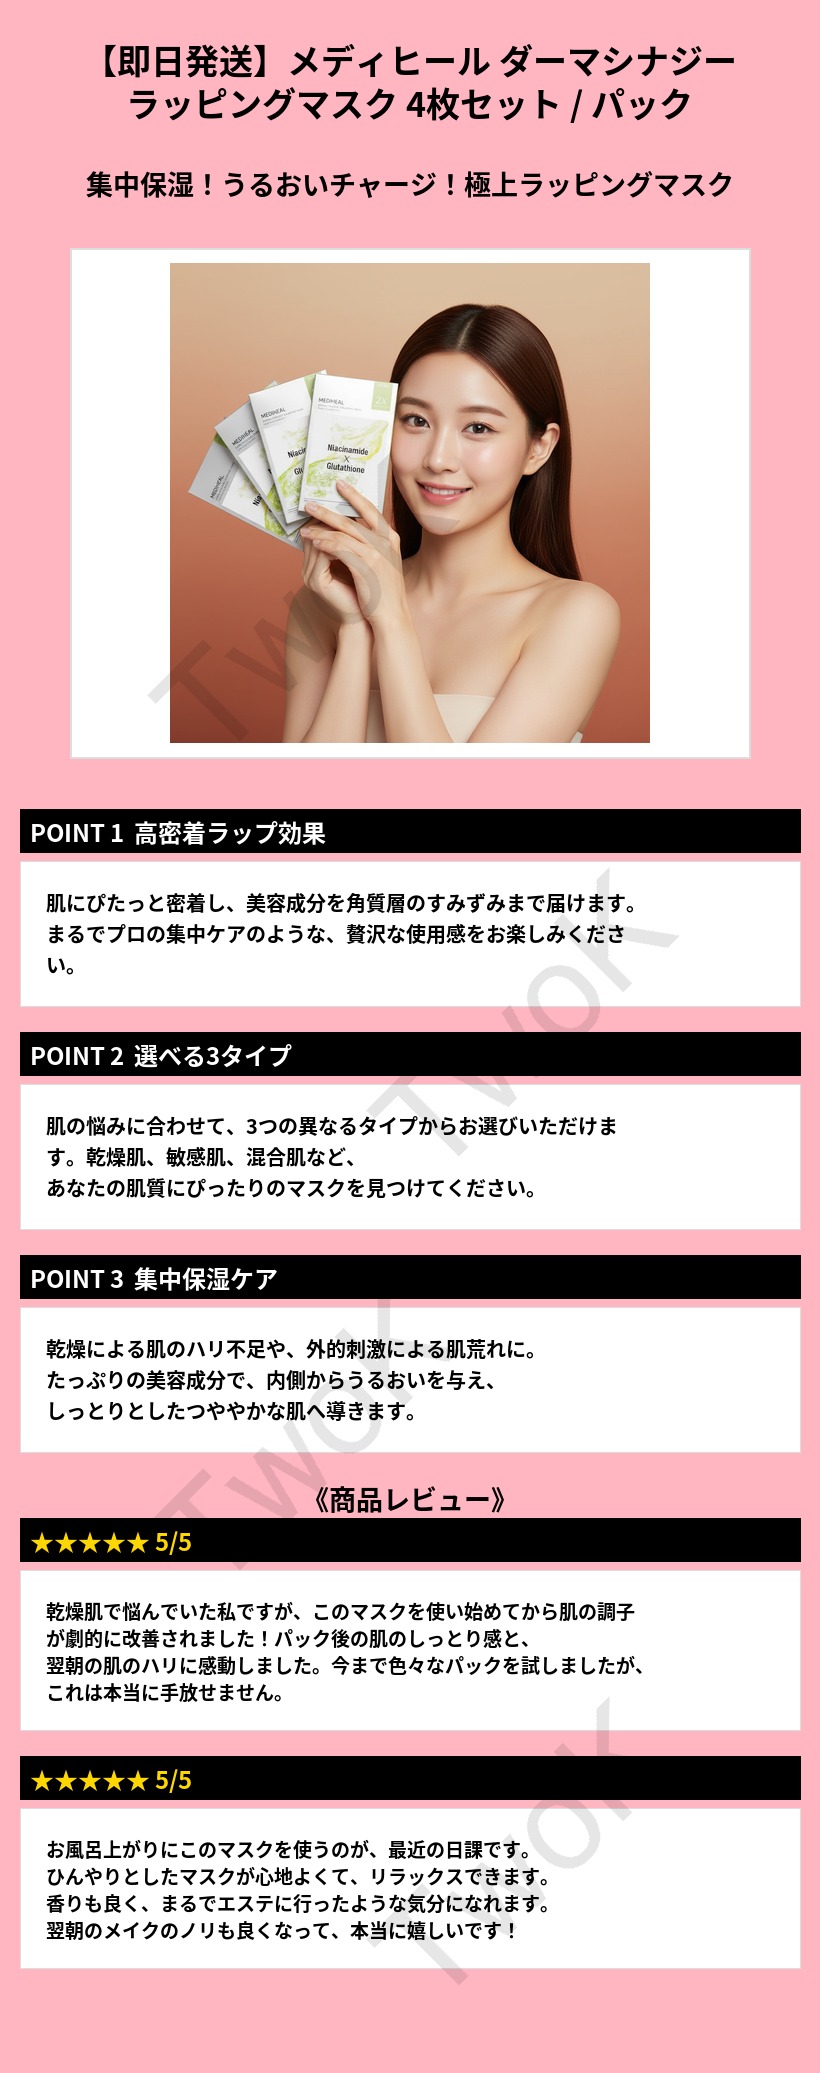 【即日発送】メディヒール ダーマシナジー
ラッピングマスク 4枚セット / パック
集中保湿！うるおいチャージ！極上ラッピングマスク
MEDIHEAL
MEDIHEAL
MEDIHEAL
MEDIHEAL
2X
Niacinamide
X
Glutathione
Niacin
Gl
Nia
TwoK
POINT 1 高密着ラップ効果
肌にぴたっと密着し、美容成分を角質層のすみずみまで届けます。
まるでプロの集中ケアのような、贅沢な使用感をお楽しみくださ
い。
TwoK
POINT 2 選べる3タイプ
肌の悩みに合わせて、3つの異なるタイプからお選びいただけま
す。乾燥肌、敏感肌、混合肌など、
あなたの肌質にぴったりのマスクを見つけてください。
POINT 3 集中保湿ケア
乾燥による肌のハリ不足や、外的刺激による肌荒れに。
たっぷりの美容成分で、内側からうるおいを与え、
しっとりとしたつややかな肌へ導きます。
TwoK
《商品レビュー》
★★★★★ 5/5
乾燥肌で悩んでいた私ですが、このマスクを使い始めてから肌の調子
が劇的に改善されました！パック後の肌のしっとり感と、
翌朝の肌のハリに感動しました。今まで色々なパックを試しましたが、
これは本当に手放せません。
★★★★★ 5/5
お風呂上がりにこのマスクを使うのが、最近の日課です。
ひんやりとしたマスクが心地よくて、リラックスできます。
香りも良く、まるでエステに行ったような気分になれます。
翌朝のメイクのノリも良くなって、本当に嬉しいです！
TwoK